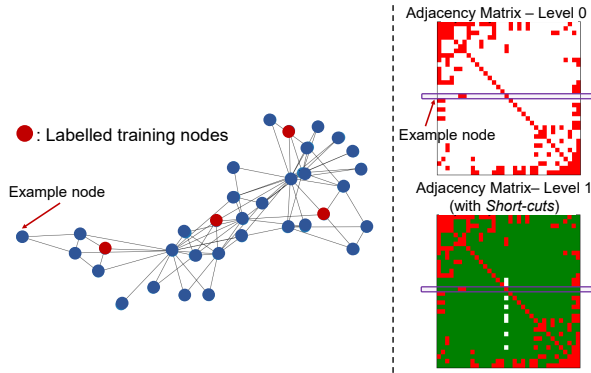 Adjacency Matrix – Level 0
Example node
: Labelled training nodes
Example node
Adjacency Matrix– Level 1
(with Short-cuts)